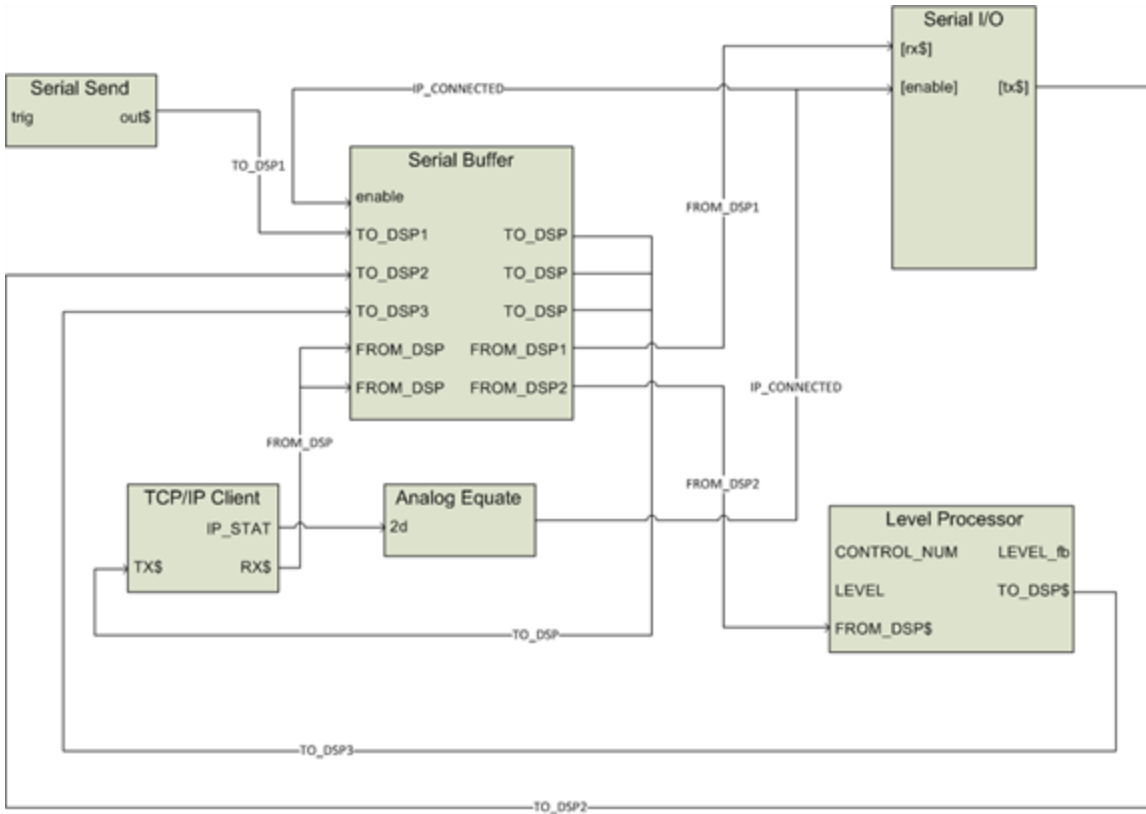 Serial I/O
[rx$]
[enable] [tx$]
Serial Send
trig out$
IP_CONNECTED
TO_DSP1
Serial Buffer
enable
TO_DSP1 TO_DSP
TO_DSP2 TO_DSP
TO_DSP3 TO_DSP
FROM_DSP FROM_DSP1
FROM_DSP FROM_DSP2
FROM_DSP1
IP_CONNECTED
FROM_DSP
FROM_DSP2
TCP/IP Client
IP_STAT
TX$ RX$
Analog Equate
2d
Level Processor
CONTROL_NUM LEVEL_fb
LEVEL TO_DSP$
FROM_DSP$
TO_DSP
TO_DSP3
TO_DSP2